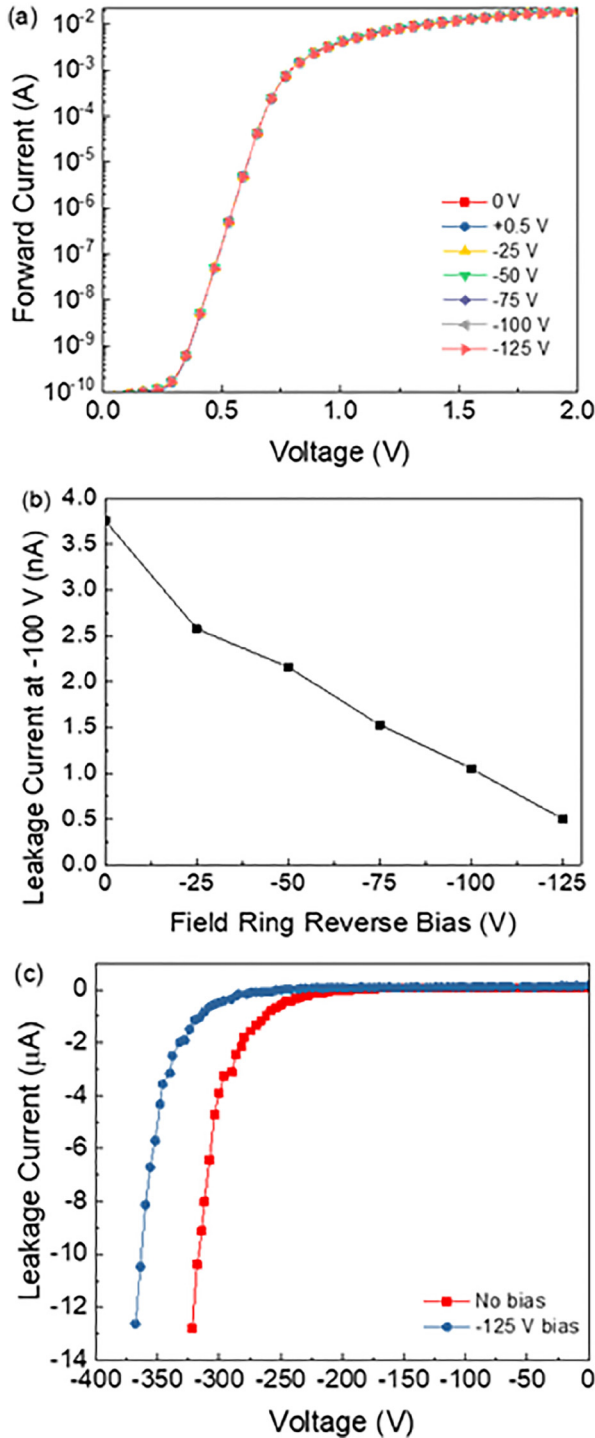 (a)
10⁻²
10⁻³
10⁻⁴
10⁻⁵
10⁻⁶
10⁻⁷
10⁻⁸
10⁻⁹
10⁻¹⁰
Forward Current (A)
0 V
+0.5 V
-25 V
-50 V
-75 V
-100 V
-125 V
0.0 0.5 1.0 1.5 2.0
Voltage (V)
(b)
4.0
3.5
3.0
2.5
2.0
1.5
1.0
0.5
0.0
Leakage Current at -100 V (nA)
0 -25 -50 -75 -100 -125
Field Ring Reverse Bias (V)
(c)
0
-2
-4
-6
-8
-10
-12
-14
Leakage Current (μA)
No bias
-125 V bias
-400 -350 -300 -250 -200 -150 -100 -50 0
Voltage (V)